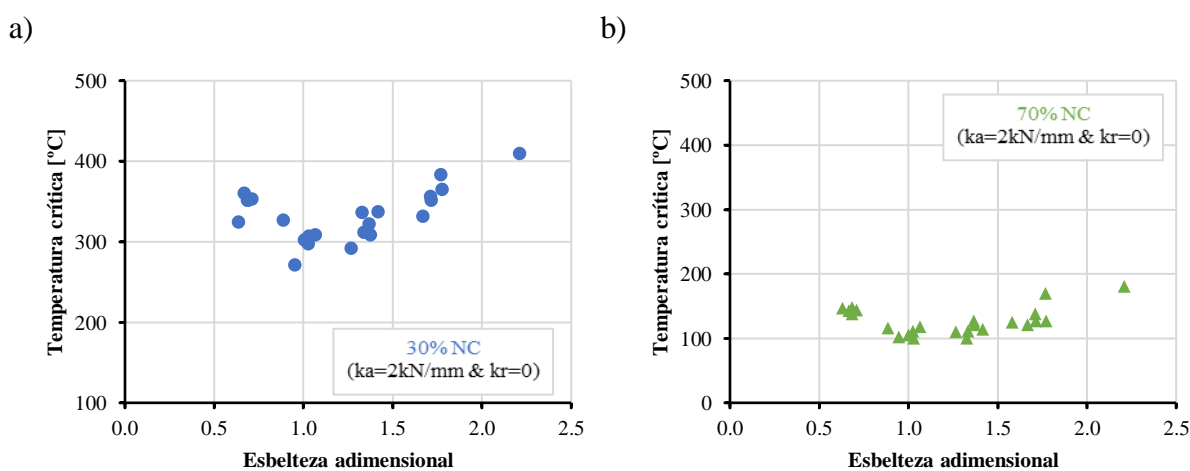 a)
b)
500
400
300
200
100
0.0 0.5 1.0 1.5 2.0 2.5
Temperatura crítica [°C]
Esbelteza adimensional
30% NC
(ka=2kN/mm & kr=0)
500
400
300
200
100
0
0.0 0.5 1.0 1.5 2.0 2.5
Temperatura crítica [°C]
Esbelteza adimensional
70% NC
(ka=2kN/mm & kr=0)